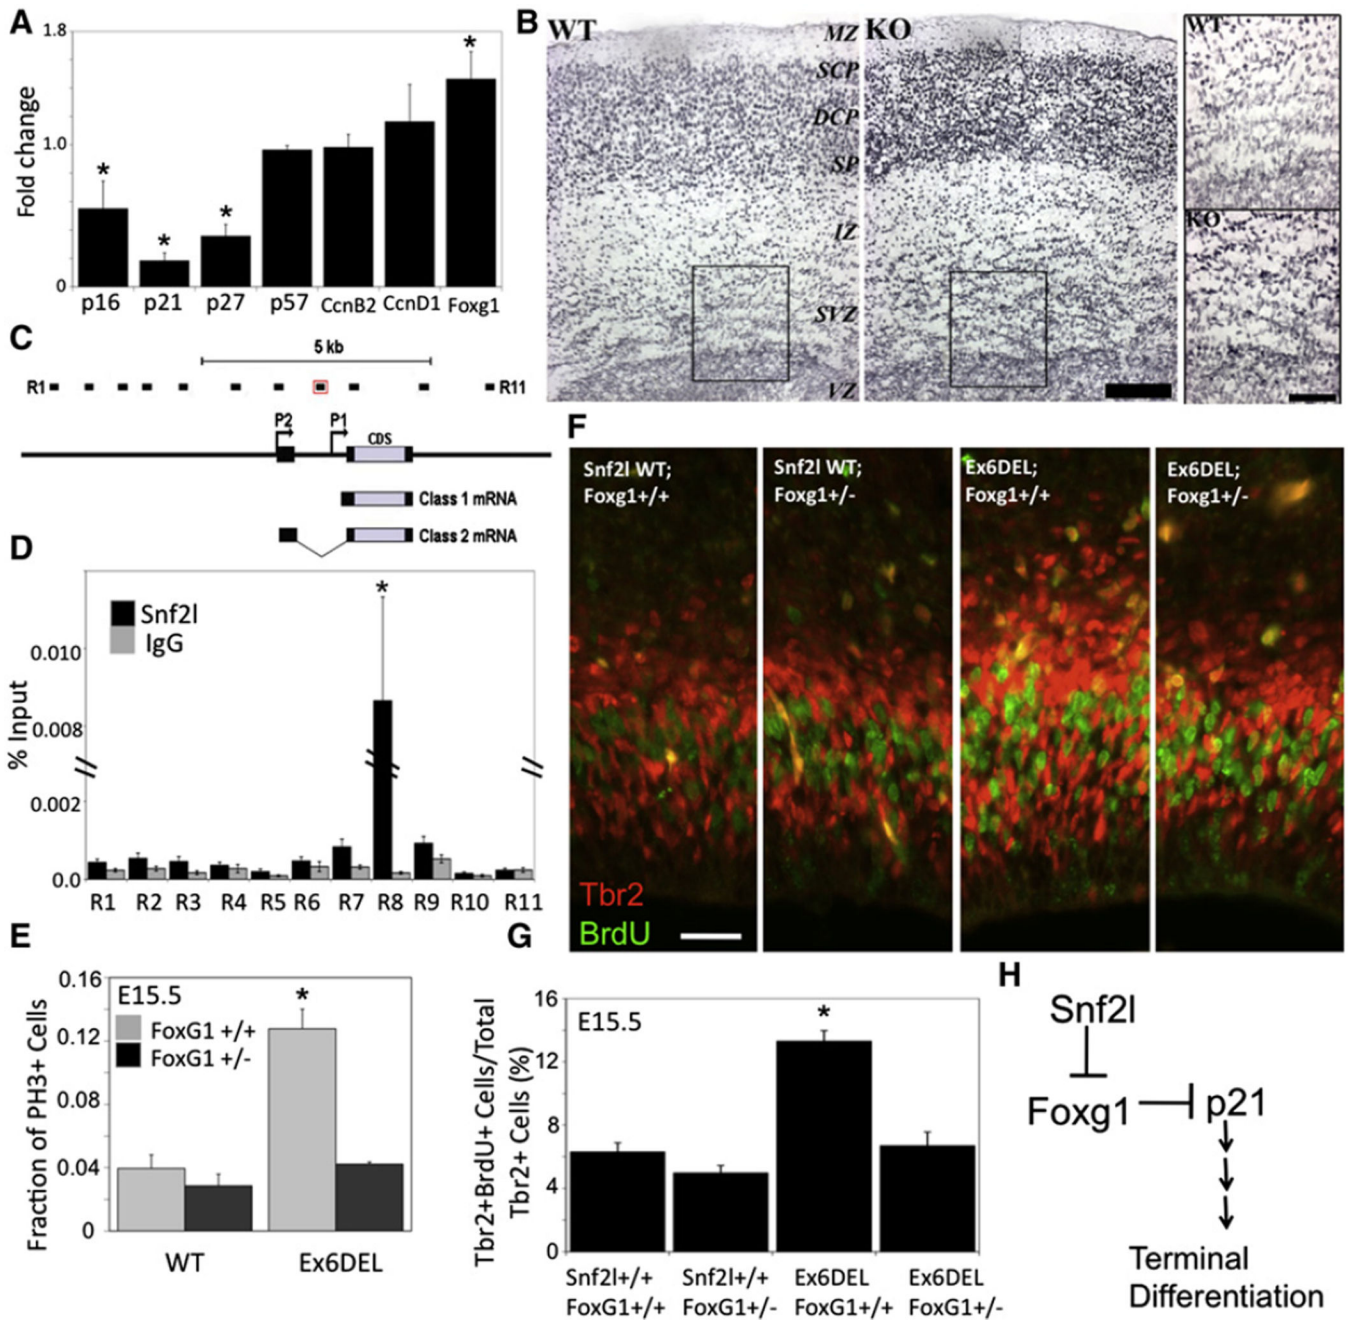 A
1.8
1.0
0
Fold change
*
*
*
*
p16 p21 p27 p57 CcnB2 CcnD1 Foxg1
B
WT
KO
MZ
SCP
DCP
SP
IZ
SVZ
VZ
WT
KO
C
5 kb
R1 R11
P2 P1 CDS
Class 1 mRNA
Class 2 mRNA
D
Snf2l
IgG
*
% Input
0.010
0.008
0.002
0.0
R1 R2 R3 R4 R5 R6 R7 R8 R9 R10 R11
E
E15.5
FoxG1 +/+
FoxG1 +/-
*
Fraction of PH3+ Cells
0.16
0.12
0.08
0.04
0
WT Ex6DEL
F
Snf2l WT;
Foxg1+/+
Snf2l WT;
Foxg1+/-
Ex6DEL;
Foxg1+/+
Ex6DEL;
Foxg1+/-
Tbr2
BrdU
G
E15.5
*
Tbr2+BrdU+ Cells/Total
Tbr2+ Cells (%)
16
12
8
4
0
Snf2l+/+
FoxG1+/+
Snf2l+/+
FoxG1+/-
Ex6DEL
FoxG1+/+
Ex6DEL
FoxG1+/-
H
Snf2l
Foxg1
p21
Terminal
Differentiation